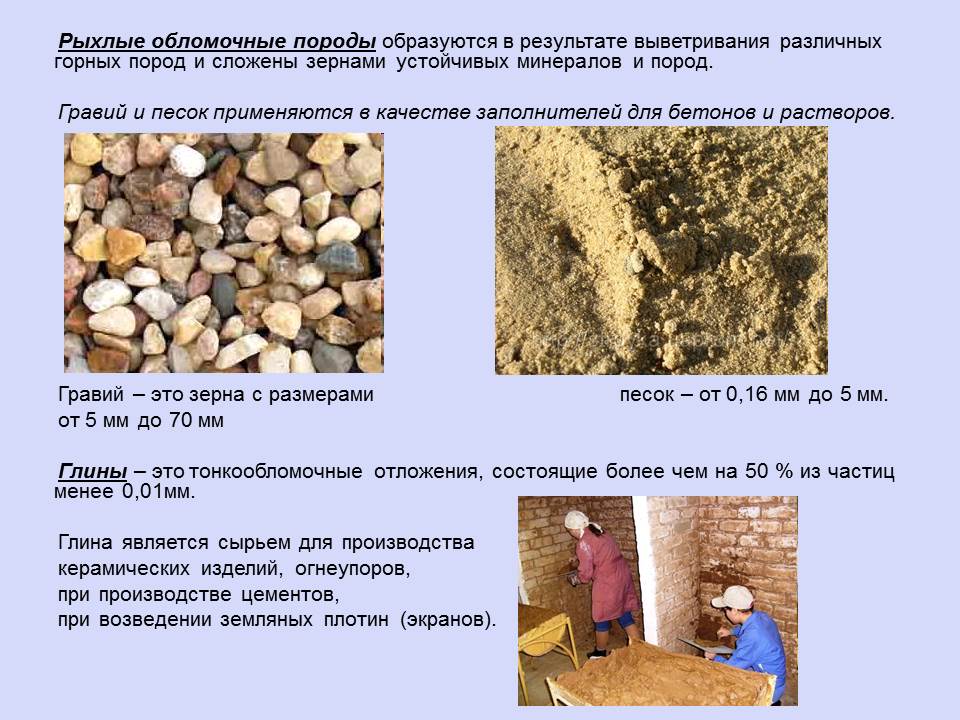 Рыхлые обломочные породы образуются в результате выветривания различных
горных пород и сложены зернами устойчивых минералов и пород.
Гравий и песок применяются в качестве заполнителей для бетонов и растворов.
Гравий – это зерна с размерами
от 5 мм до 70 мм
песок – от 0,16 мм до 5 мм.
Глины – это тонкообломочные отложения, состоящие более чем на 50 % из частиц
менее 0,01мм.
Глина является сырьем для производства
керамических изделий, огнеупоров,
при производстве цементов,
при возведении земляных плотин (экранов).